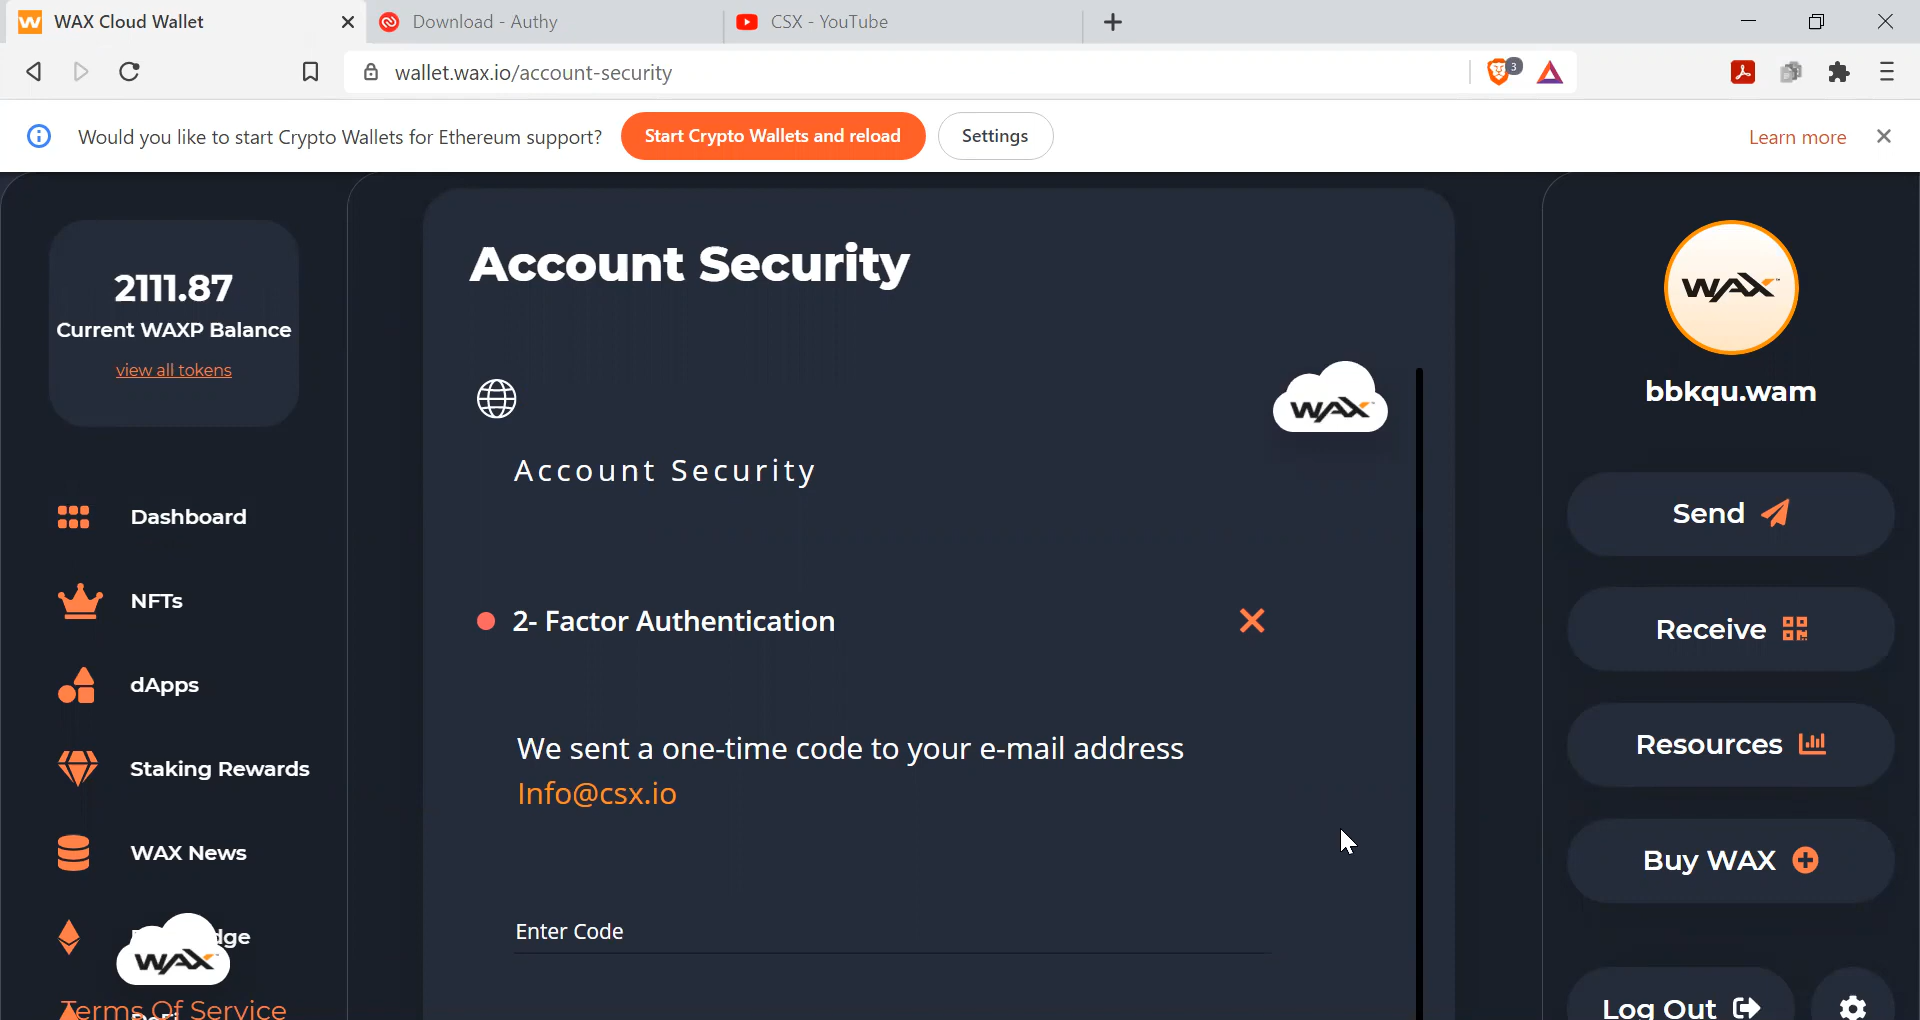 WAX Cloud Wallet
Download - Authy
CSX - YouTube
wallet.wax.io/account-security
3
Would you like to start Crypto Wallets for Ethereum support?
Start Crypto Wallets and reload
Settings
Learn more
2111.87
Current WAXP Balance
view all tokens
Dashboard
NFTs
dApps
Staking Rewards
WAX News
dge
WAX
Terms Of Service
Account Security
WAX
Account Security
2- Factor Authentication
We sent a one-time code to your e-mail address
Info@csx.io
Enter Code
WAX
bbkqu.wam
Send
Receive
Resources
Buy WAX
Log Out